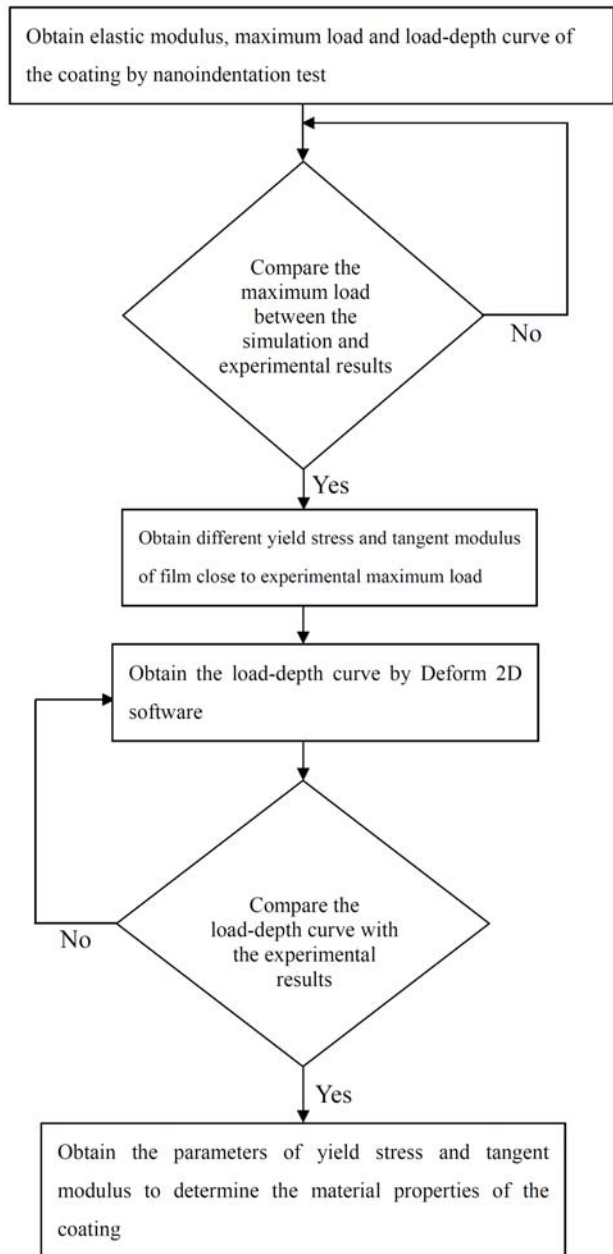 Obtain elastic modulus, maximum load and load-depth curve of
the coating by nanoindentation test
Compare the
maximum load
between the
simulation and
experimental results
No
Yes
Obtain different yield stress and tangent modulus
of film close to experimental maximum load
Obtain the load-depth curve by Deform 2D
software
Compare the
load-depth curve with
the experimental
results
No
Yes
Obtain the parameters of yield stress and tangent
modulus to determine the material properties of the
coating